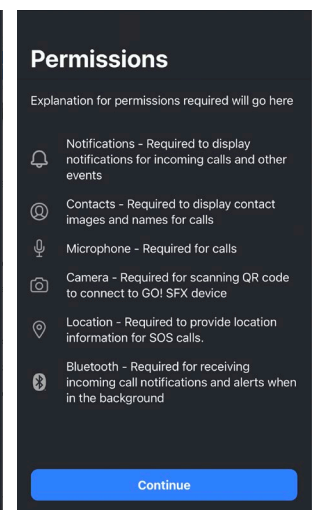 Permissions
Explanation for permissions required will go here
Notifications - Required to display
notifications for incoming calls and other
events
Contacts - Required to display contact
images and names for calls
Microphone - Required for calls
Camera - Required for scanning QR code
to connect to GO! SFX device
Location - Required to provide location
information for SOS calls.
Bluetooth - Required for receiving
incoming call notifications and alerts when
in the background
Continue